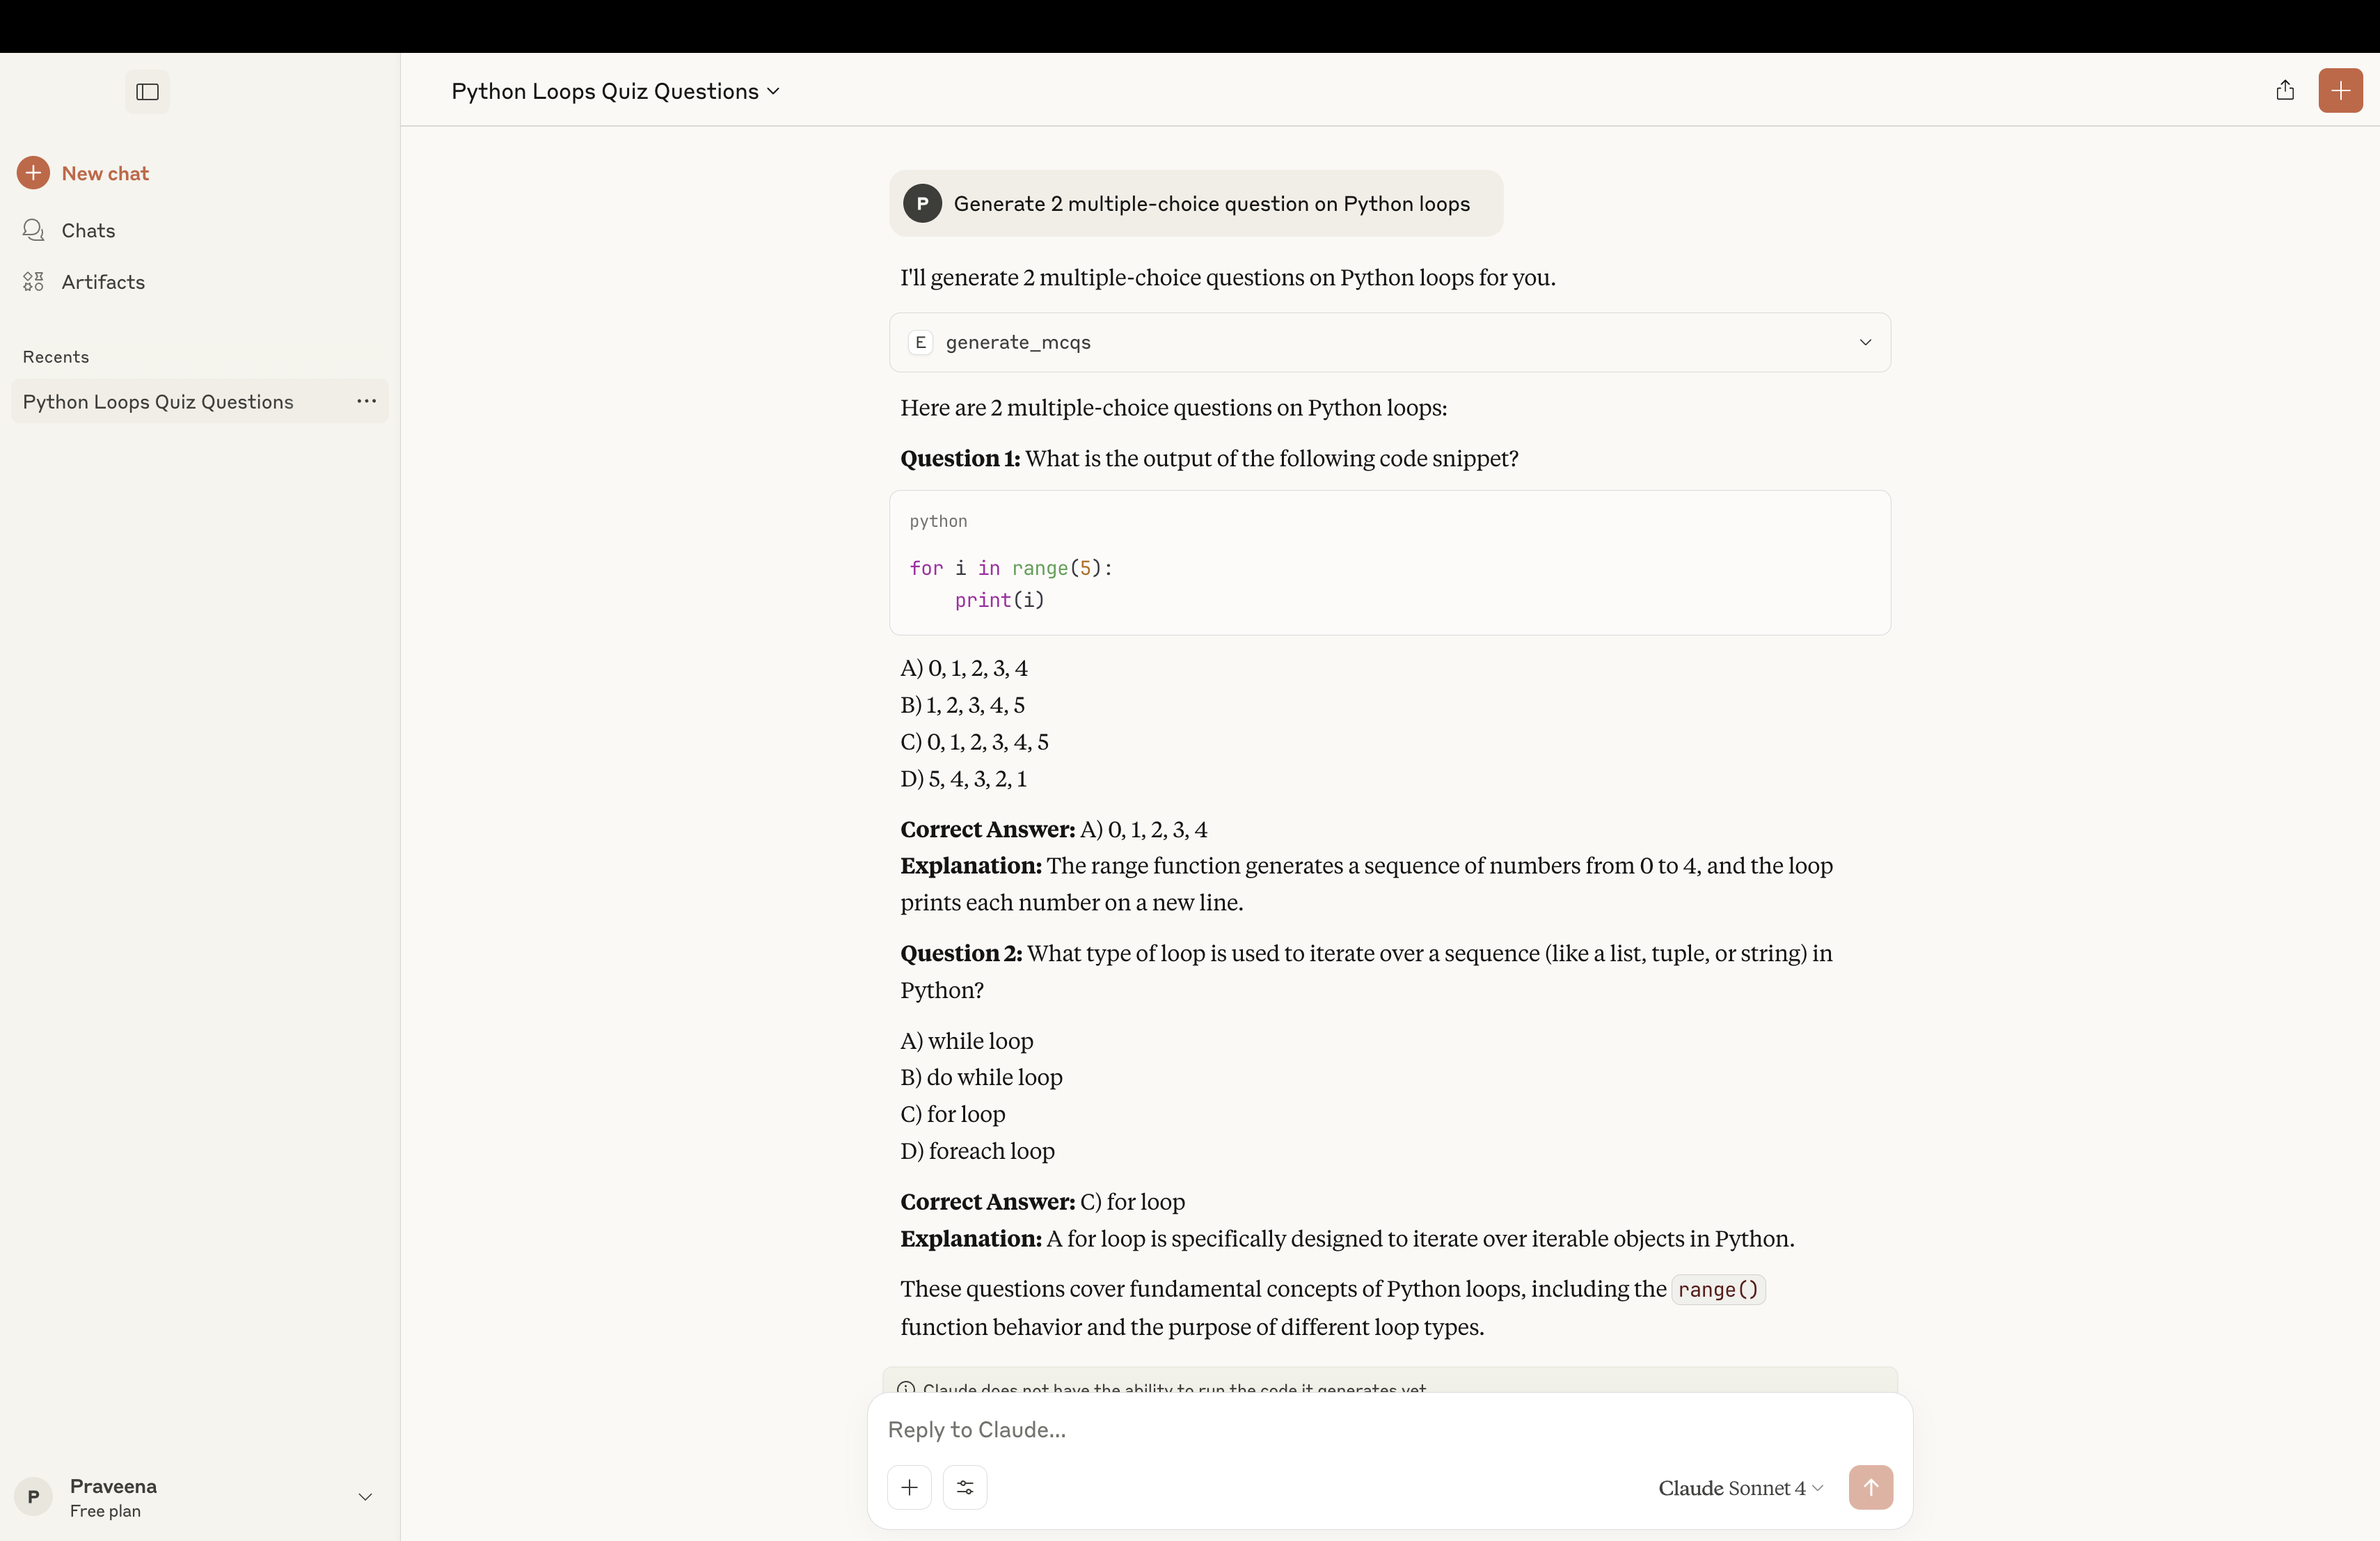 Python Loops Quiz Questions
New chat
Chats
Artifacts
Recents
Python Loops Quiz Questions
P
Generate 2 multiple-choice question on Python loops
I'll generate 2 multiple-choice questions on Python loops for you.
E generate_mcqs
Here are 2 multiple-choice questions on Python loops:
Question 1: What is the output of the following code snippet?
python
for i in range(5):
    print(i)
A) 0, 1, 2, 3, 4
B) 1, 2, 3, 4, 5
C) 0, 1, 2, 3, 4, 5
D) 5, 4, 3, 2, 1
Correct Answer: A) 0, 1, 2, 3, 4
Explanation: The range function generates a sequence of numbers from 0 to 4, and the loop
prints each number on a new line.
Question 2: What type of loop is used to iterate over a sequence (like a list, tuple, or string) in
Python?
A) while loop
B) do while loop
C) for loop
D) foreach loop
Correct Answer: C) for loop
Explanation: A for loop is specifically designed to iterate over iterable objects in Python.
These questions cover fundamental concepts of Python loops, including the range()
function behavior and the purpose of different loop types.
Claude does not have the ability to run the code it generates yet
Reply to Claude...
Claude Sonnet 4
P
Praveena
Free plan